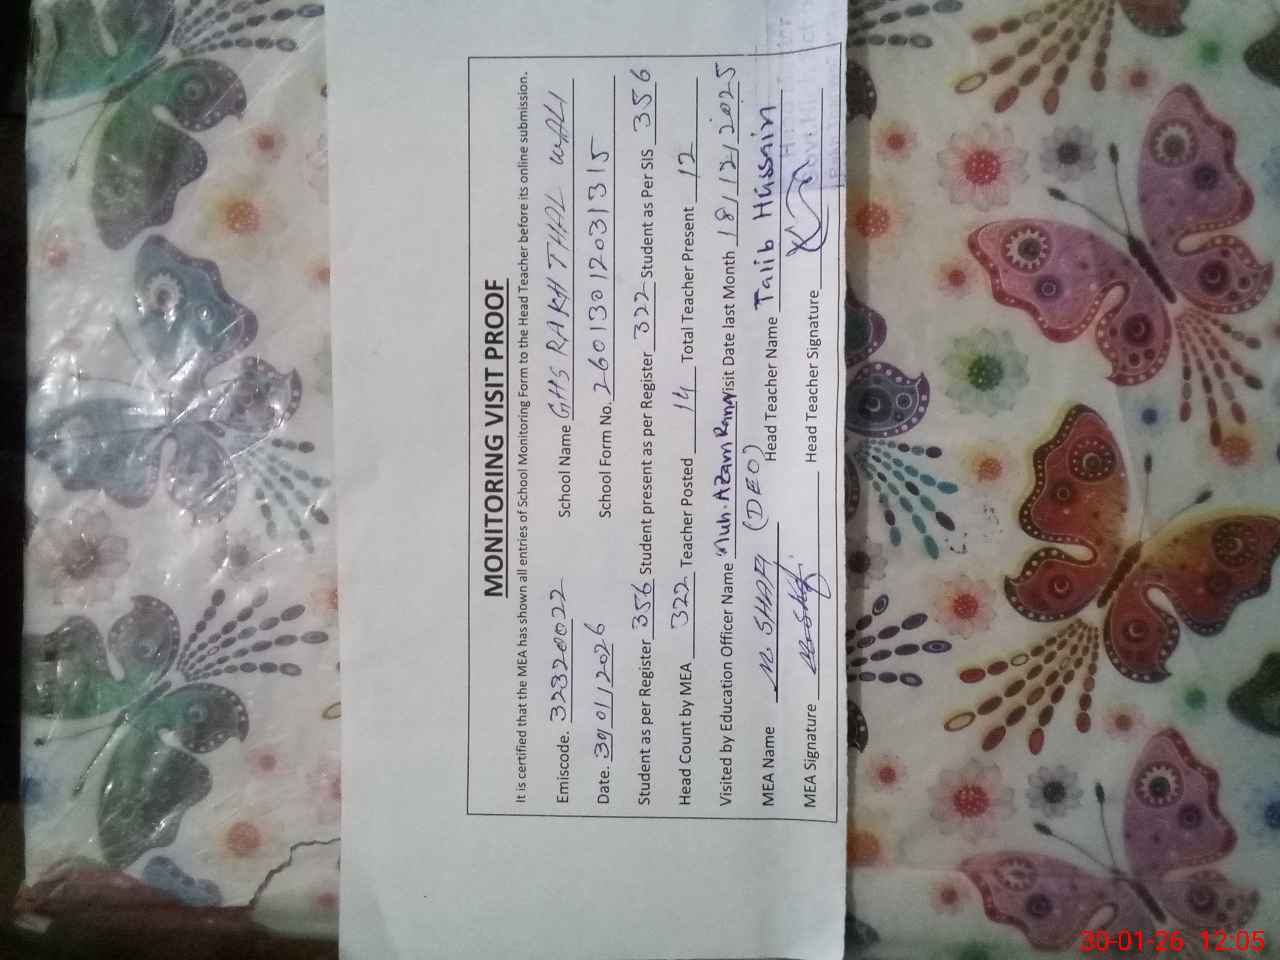 MONITORING VISIT PROOF
It is certified that the MEA has shown all entries of School Monitoring Form to the Head Teacher before its online submission.
Emiscode. 32320022 School Name GHS RAKH THAL WALI
Date. 30/01/2026 School Form No. 26013012031315
Student as per Register 356 Student present as per Register 322 Student as Per SIS 356
Head Count by MEA 322 Teacher Posted 14 Total Teacher Present 12
Visited by Education Officer Name Muh. Azam Visit Date last Month 18/12/2025
(DEO)
MEA Name M. SHAFI Head Teacher Name Talib Hussain
MEA Signature Head Teacher Signature
30-01-26 12:05